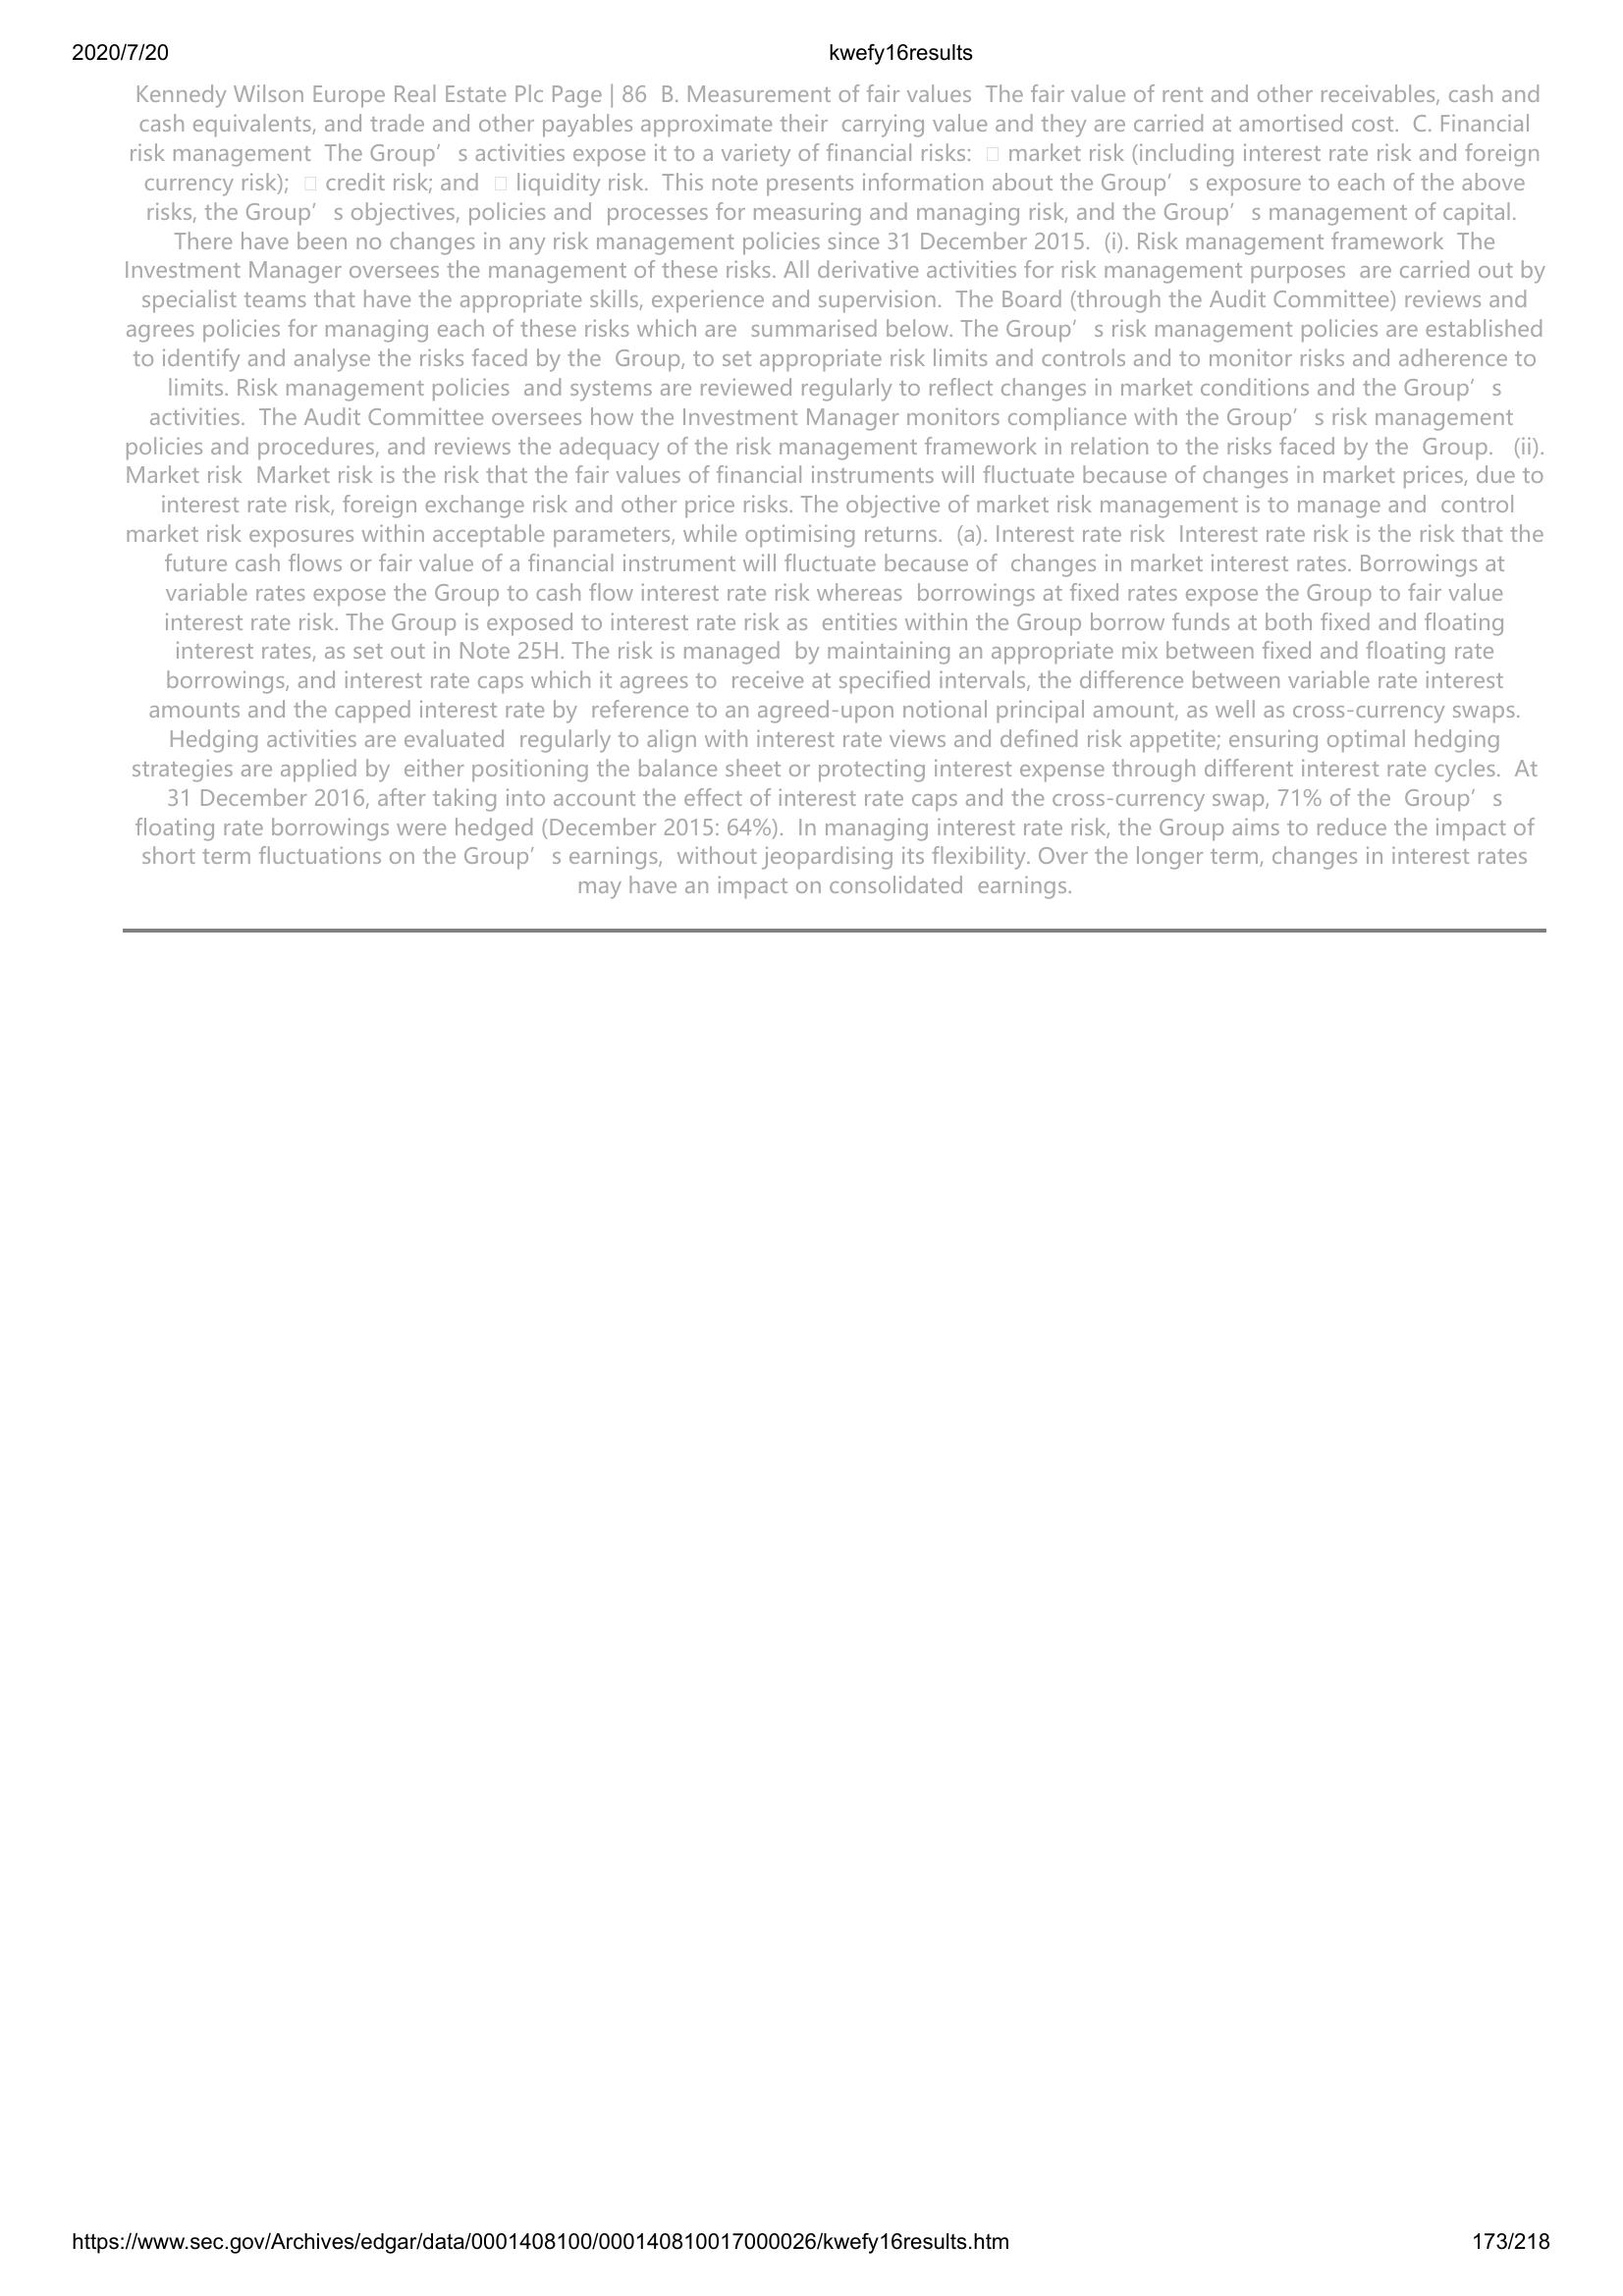 2020/7/20 kwefy16results
Kennedy Wilson Europe Real Estate Plc Page | 86 B. Measurement of fair values The fair value of rent and other receivables, cash and
cash equivalents, and trade and other payables approximate their carrying value and they are carried at amortised cost. C. Financial
risk management The Group’ s activities expose it to a variety of financial risks: market risk (including interest rate risk and foreign
currency risk); credit risk; and liquidity risk. This note presents information about the Group’ s exposure to each of the above
risks, the Group’ s objectives, policies and processes for measuring and managing risk, and the Group’ s management of capital.
There have been no changes in any risk management policies since 31 December 2015. (i). Risk management framework The
Investment Manager oversees the management of these risks. All derivative activities for risk management purposes are carried out by
specialist teams that have the appropriate skills, experience and supervision. The Board (through the Audit Committee) reviews and
agrees policies for managing each of these risks which are summarised below. The Group’ s risk management policies are established
to identify and analyse the risks faced by the Group, to set appropriate risk limits and controls and to monitor risks and adherence to
limits. Risk management policies and systems are reviewed regularly to reflect changes in market conditions and the Group’ s
activities. The Audit Committee oversees how the Investment Manager monitors compliance with the Group’ s risk management
policies and procedures, and reviews the adequacy of the risk management framework in relation to the risks faced by the Group. (ii).
Market risk Market risk is the risk that the fair values of financial instruments will fluctuate because of changes in market prices, due to
interest rate risk, foreign exchange risk and other price risks. The objective of market risk management is to manage and control
market risk exposures within acceptable parameters, while optimising returns. (a). Interest rate risk Interest rate risk is the risk that the
future cash flows or fair value of a financial instrument will fluctuate because of changes in market interest rates. Borrowings at
variable rates expose the Group to cash flow interest rate risk whereas borrowings at fixed rates expose the Group to fair value
interest rate risk. The Group is exposed to interest rate risk as entities within the Group borrow funds at both fixed and floating
interest rates, as set out in Note 25H. The risk is managed by maintaining an appropriate mix between fixed and floating rate
borrowings, and interest rate caps which it agrees to receive at specified intervals, the difference between variable rate interest
amounts and the capped interest rate by reference to an agreed-upon notional principal amount, as well as cross-currency swaps.
Hedging activities are evaluated regularly to align with interest rate views and defined risk appetite; ensuring optimal hedging
strategies are applied by either positioning the balance sheet or protecting interest expense through different interest rate cycles. At
31 December 2016, after taking into account the effect of interest rate caps and the cross-currency swap, 71% of the Group’ s
floating rate borrowings were hedged (December 2015: 64%). In managing interest rate risk, the Group aims to reduce the impact of
short term fluctuations on the Group’ s earnings, without jeopardising its flexibility. Over the longer term, changes in interest rates
may have an impact on consolidated earnings.
https://www.sec.gov/Archives/edgar/data/0001408100/000140810017000026/kwefy16results.htm 173/218